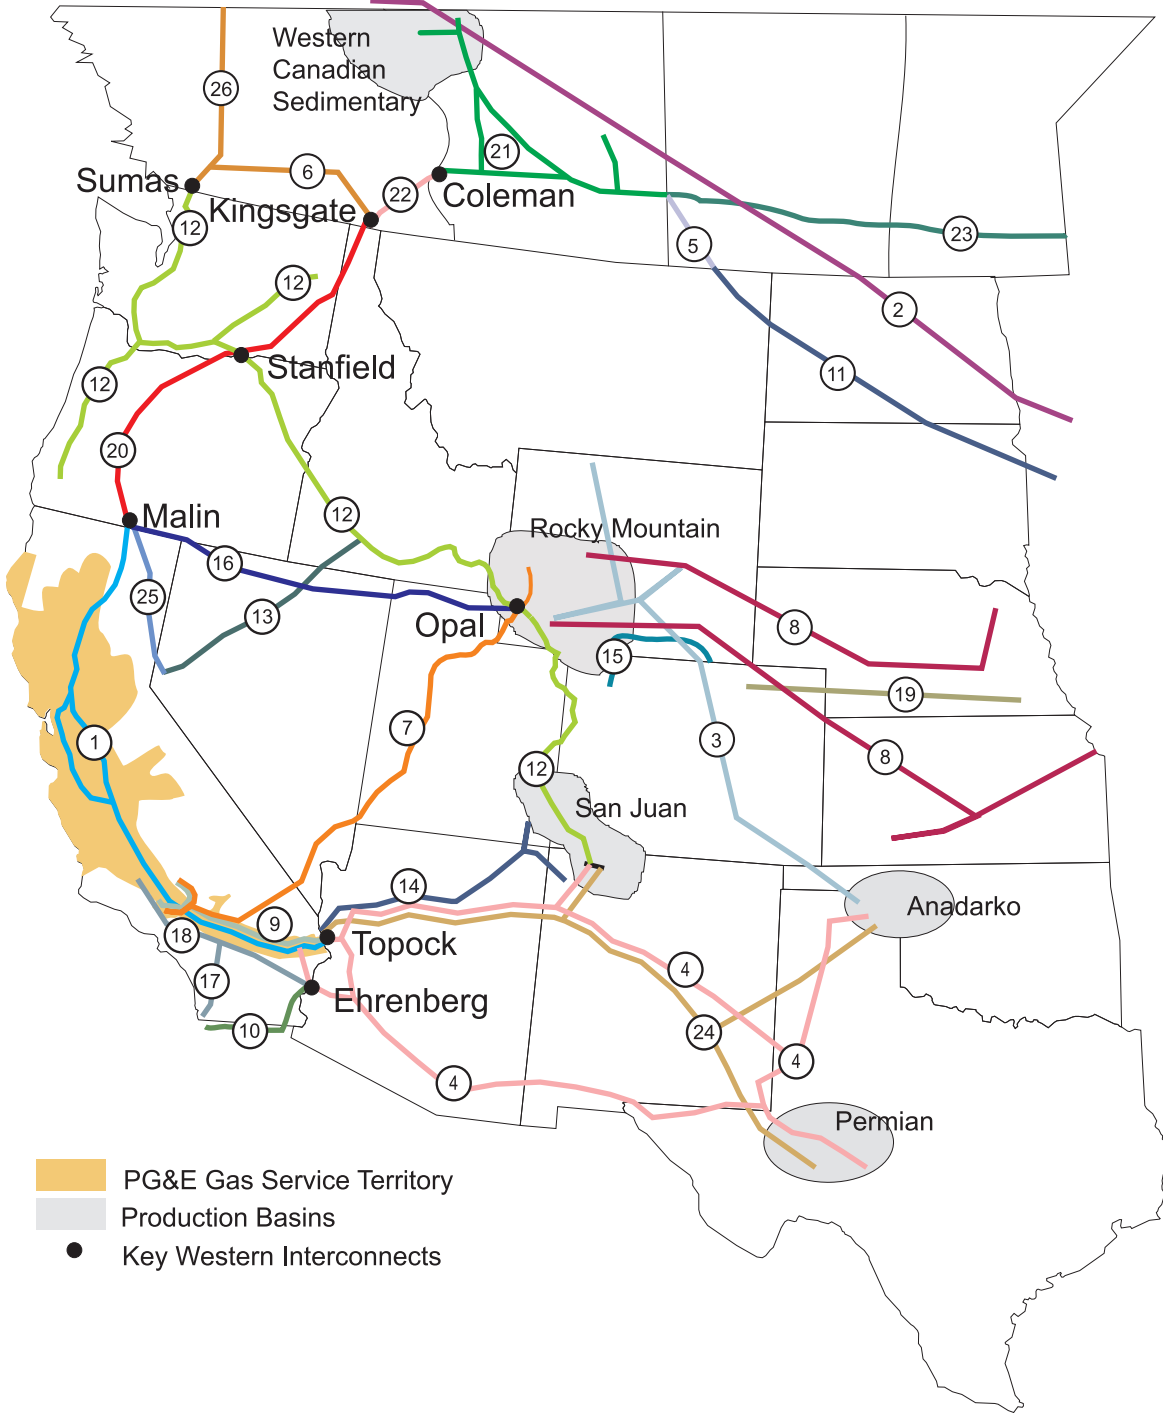 Western
Canadian
Sedimentary
26
21
6
Sumas
22
Coleman
Kingsgate
12
23
5
12
2
Stanfield
11
12
20
Malin
12
Rocky Mountain
16
25
13
Opal
8
15
19
7
3
1
8
12
San Juan
14
Anadarko
9
18
Topock
4
17
Ehrenberg
10
24
4
4
Permian
PG&E Gas Service Territory
Production Basins
Key Western Interconnects